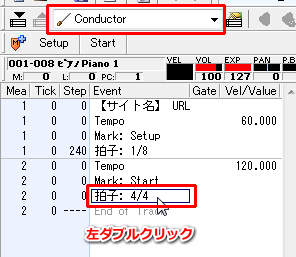 Conductor
Setup Start
001-008 ピアノ Piano 1 VEL VOL EXP PAN P.B
M: 0 L: 0 PC: 1 100 127 0
Mea Tick Step Event Gate Vel/Value
1 0 0 【サイト名】 URL
1 0 0 Tempo 60.000
1 0 0 Mark: Setup
1 0 240 拍子: 1/8
2 0 0 Tempo 120.000
2 0 0 Mark: Start
2 0 0 拍子: 4/4
2 0 ---- End of Tra
左ダブルクリック